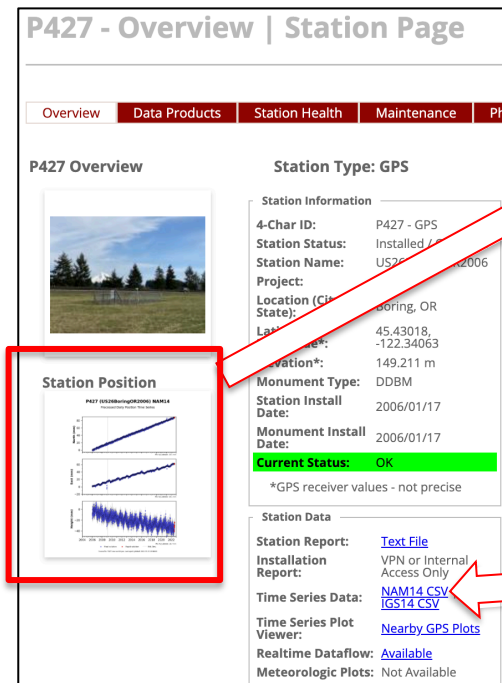 P427 - Overview | Station Page
Overview
Data Products
Station Health
Maintenance
P427 Overview
Station Type: GPS
Station Information
4-Char ID: P427 - GPS
Station Status: Installed /
Station Name:
Project:
Location
State): Boring, OR
45.43018,
-122.34063
149.211 m
Monument Type: DDBM
Station Install
Date: 2006/01/17
Monument Install
Date: 2006/01/17
Current Status: OK
*GPS receiver values - not precise
Station Position
P427 (US26BoringOR2006) NAM14
Station Data
Station Report: Text File
Installation
Report: VPN or Internal
Access Only
Time Series Data: NAM14 CSV
IGS14 CSV
Time Series Plot
Viewer: Nearby GPS Plots
Realtime Dataflow: Available
Meteorologic Plots: Not Available